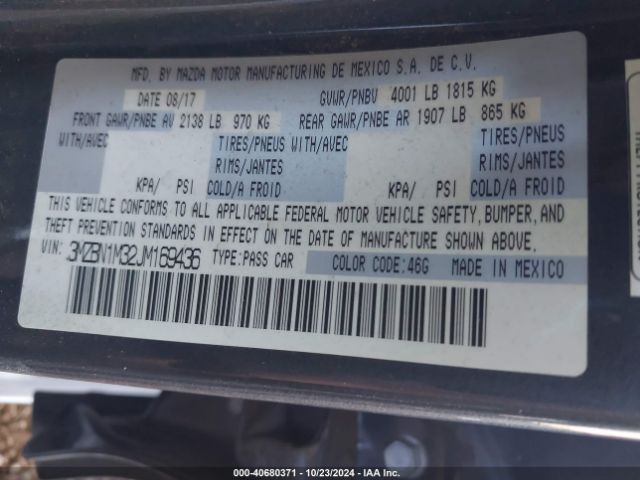 MFD. BY MAZDA MOTOR MANUFACTURING DE MEXICO S.A. DE C.V.
DATE 08/17 GVWR/PNBV 4001 LB 1815 KG
FRONT GAWR/PNBE AV 2138 LB 970 KG REAR GAWR/PNBE AR 1907 LB 865 KG
WITH/AVEC TIRES/PNEUS WITH/AVEC TIRES/PNEUS
RIMS/JANTES RIMS/JANTES
KPA/ PSI COLD/A FROID KPA/ PSI COLD/A FROID
THIS VEHICLE CONFORMS TO ALL APPLICABLE FEDERAL MOTOR VEHICLE SAFETY, BUMPER, AND
THEFT PREVENTION STANDARDS IN EFFECT ON THE DATE OF MANUFACTURE SHOWN ABOVE.
VIN: 3MZBN1M32JM169436 TYPE:PASS CAR COLOR CODE:46G MADE IN MEXICO
000-40680371 - 10/23/2024 - IAA Inc.